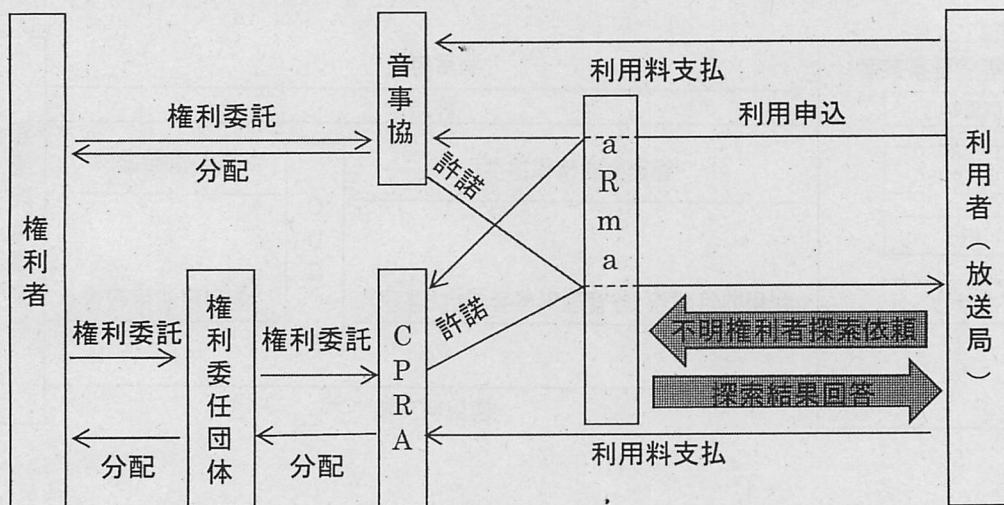 権利者
権利委託
分配
音事協
利用料支払
利用申込
aRma
許諾
許諾
利用者（放送局）
権利委託
権利委任団体
権利委託
CPRA
不明権利者探索依頼
探索結果回答
分配
分配
利用料支払